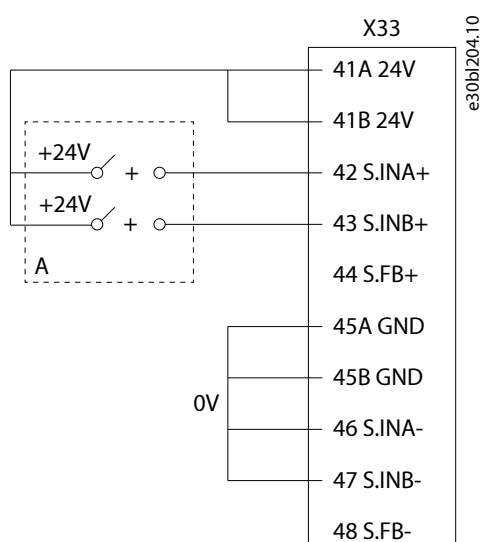 X33
e30bl204.10
41A 24V
41B 24V
+24V
+
42 S.INA+
+24V
+
43 S.INB+
A
44 S.FB+
45A GND
45B GND
0V
46 S.INA-
47 S.INB-
48 S.FB-